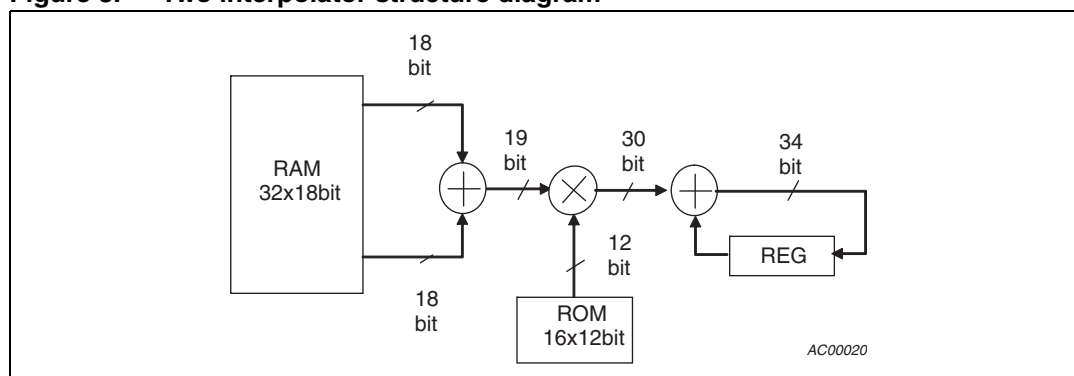 18
bit
19
bit
30
bit
34
bit
RAM
32x18bit
REG
12
bit
18
bit
ROM
16x12bit
AC00020